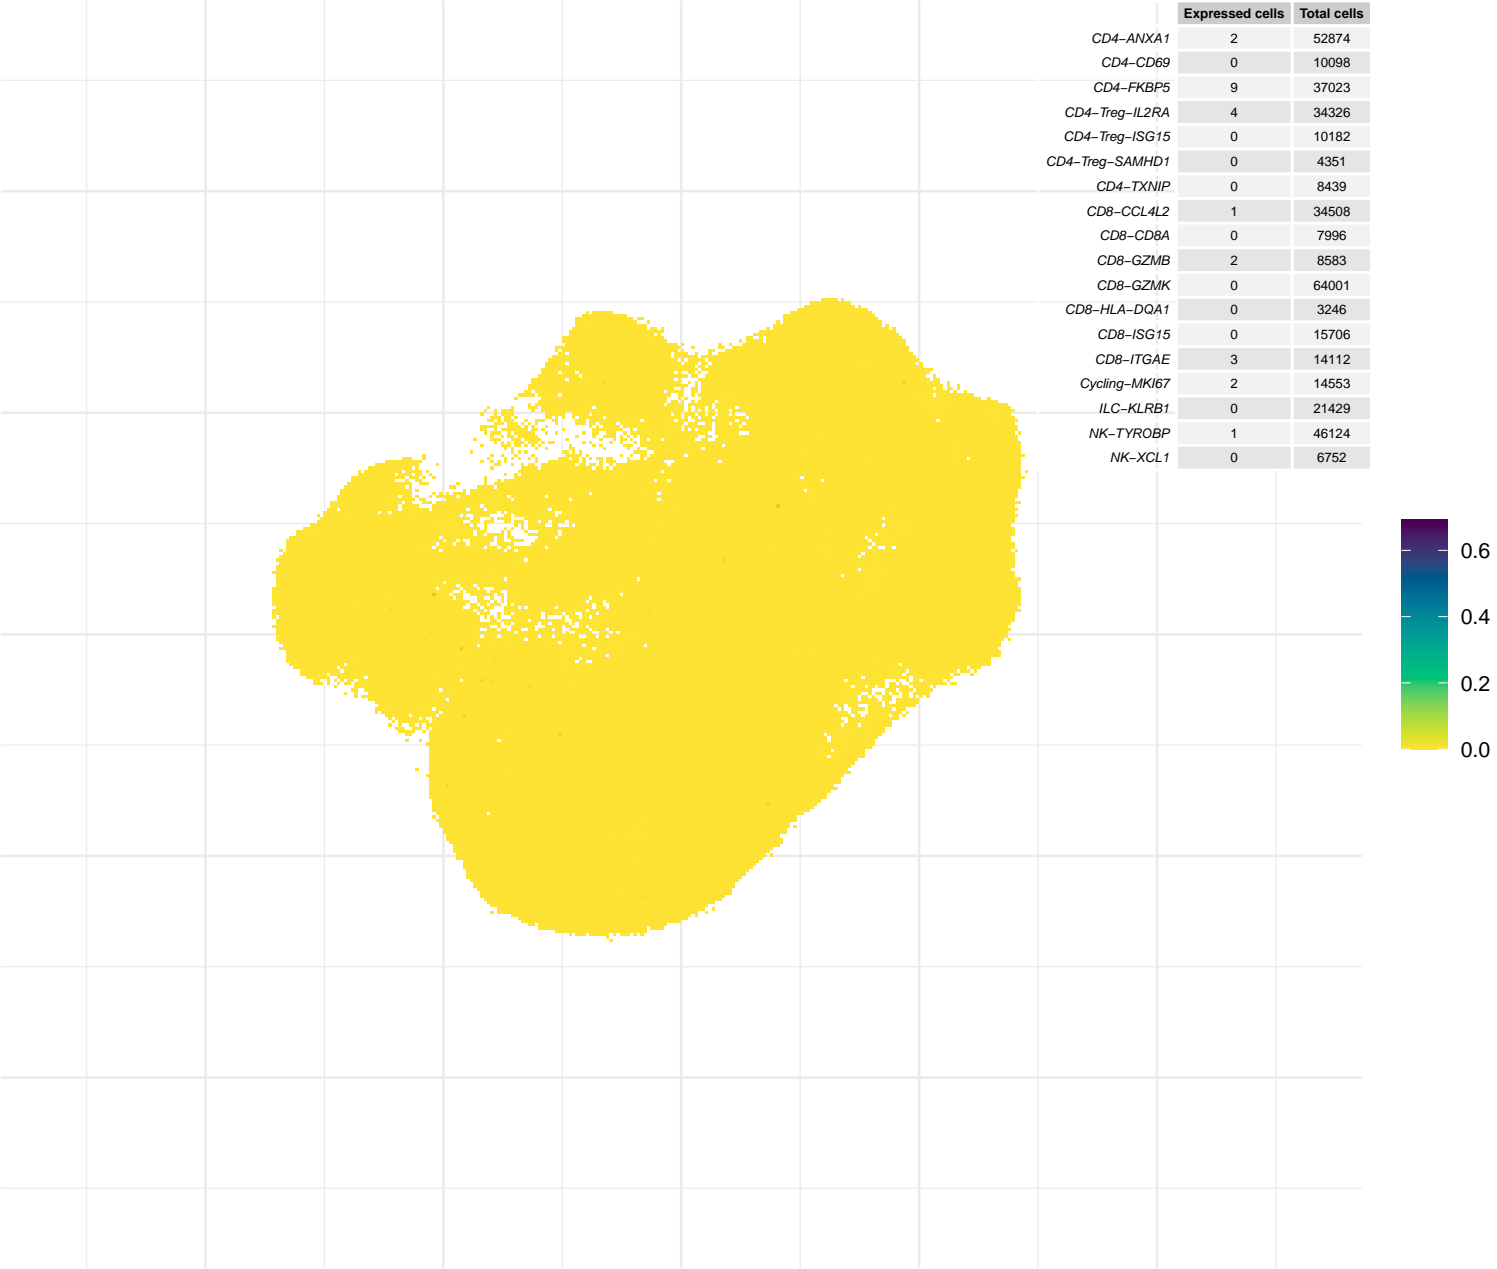 Expressed cells Total cells
CD4−ANXA1 2 52874
CD4−CD69 0 10098
CD4−FKBP5 9 37023
CD4−Treg−IL2RA 4 34326
CD4−Treg−ISG15 0 10182
CD4−Treg−SAMHD1 0 4351
CD4−TXNIP 0 8439
CD8−CCL4L2 1 34508
CD8−CD8A 0 7996
CD8−GZMB 2 8583
CD8−GZMK 0 64001
CD8−HLA−DQA1 0 3246
CD8−ISG15 0 15706
CD8−ITGAE 3 14112
Cycling−MKI67 2 14553
ILC−KLRB1 0 21429
NK−TYROBP 1 46124
NK−XCL1 0 6752
0.6
0.4
0.2
0.0